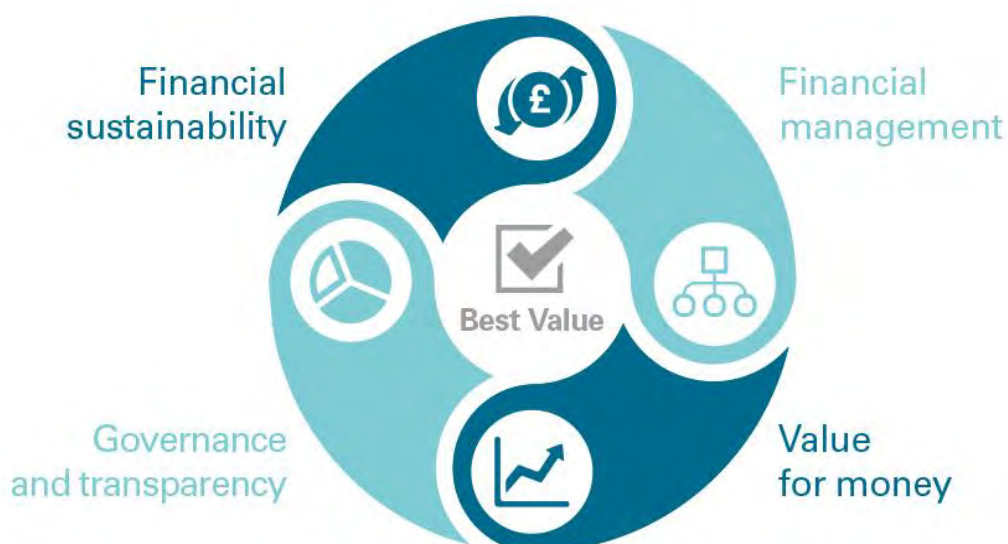 Financial
sustainability
£
Financial
management
Best Value
Governance
and transparency
Value
for money